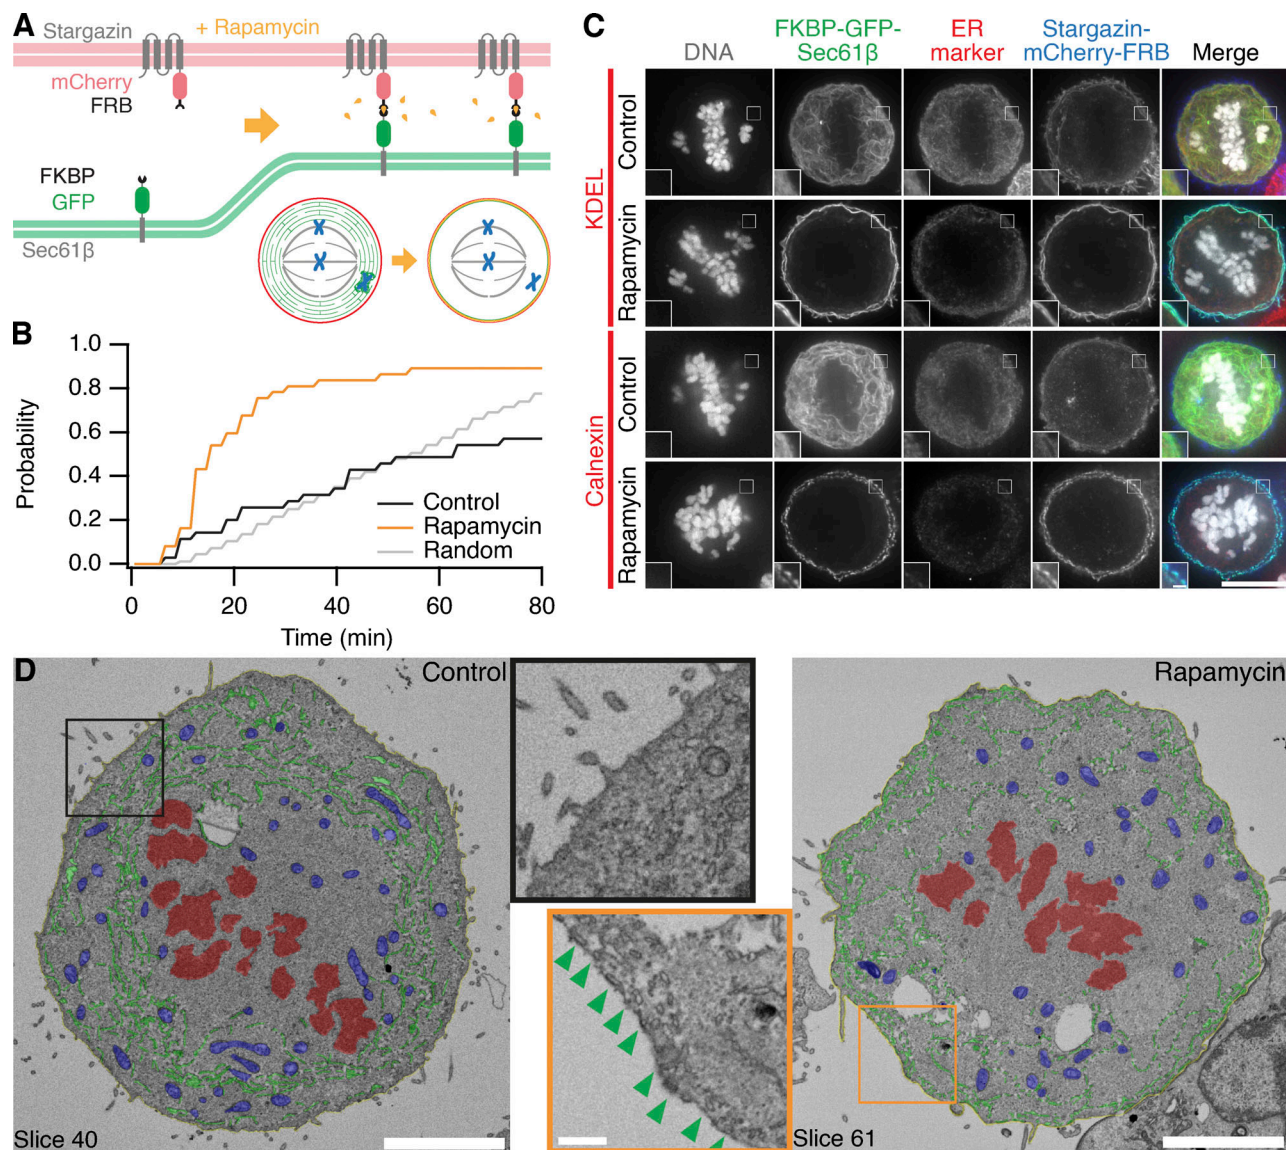 A
Stargazin
+ Rapamycin
mCherry
FRB
FKBP
GFP
Sec61β
B
Probability
1.0
0.8
0.6
0.4
0.2
0.0
0
20
40
60
80
Time (min)
Control
Rapamycin
Random
C
DNA
FKBP-GFP-
Sec61β
ER
marker
Stargazin-
mCherry-FRB
Merge
KDEL
Control
Rapamycin
Calnexin
Control
Rapamycin
D
Control
Slice 40
Rapamycin
Slice 61